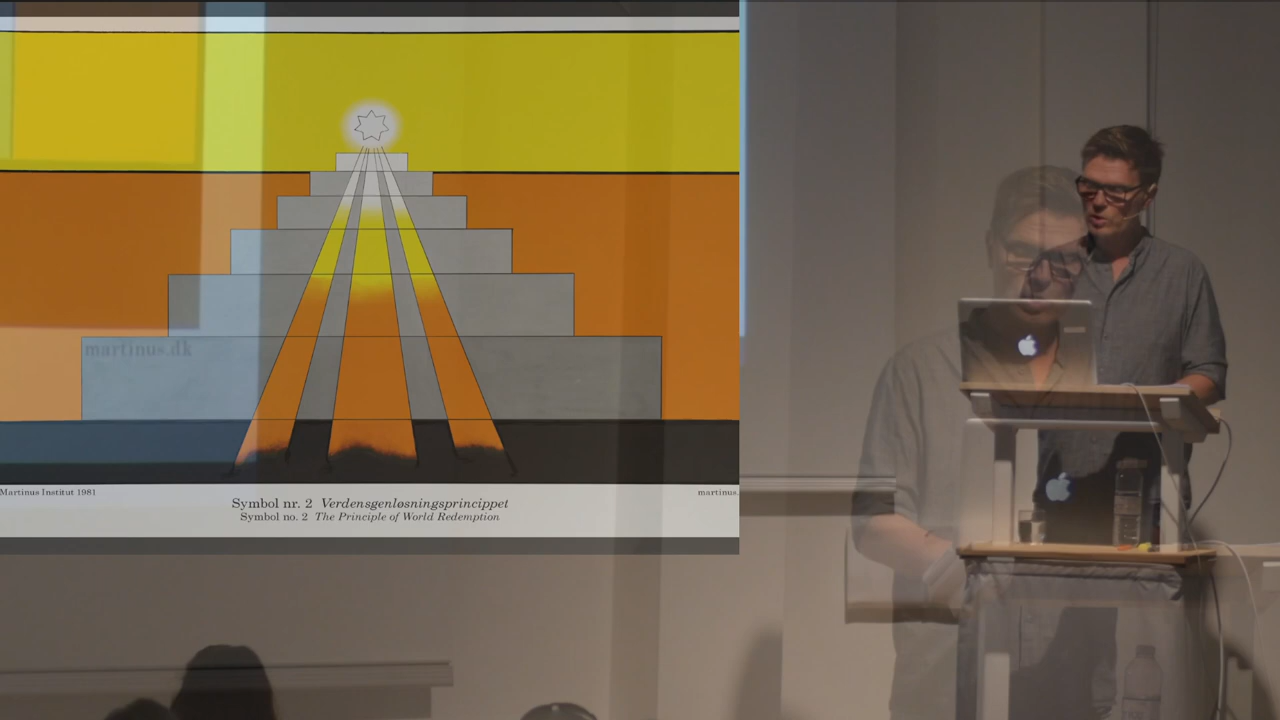 martinus.dk
Martinus Institut 1981
martinus.
Symbol nr. 2 Verdensgenløsningsprincippet
Symbol no. 2 The Principle of World Redemption